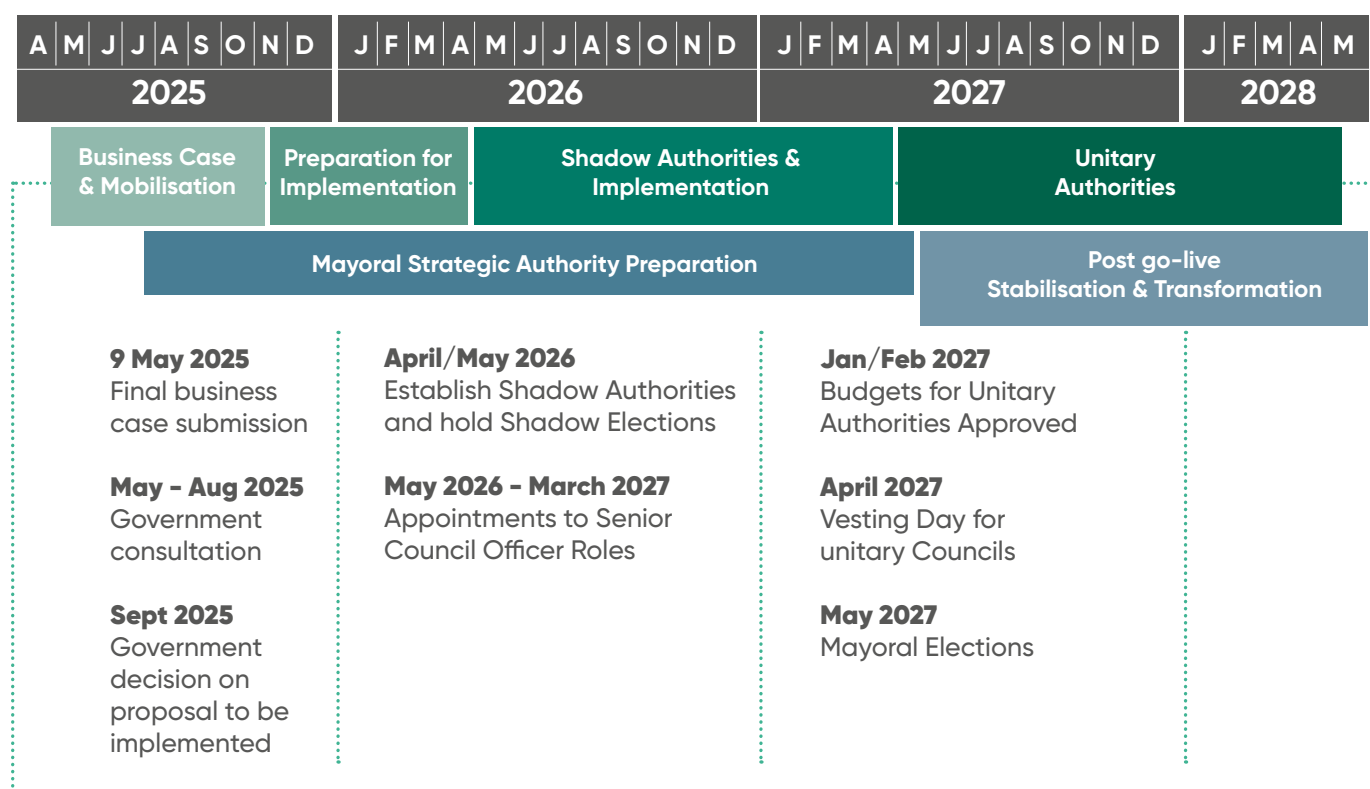 A M J J A S O N D J F M A M J J A S O N D J F M A M J J A S O N D J F M A M
2025 2026 2027 2028
Business Case
& Mobilisation
Preparation for
Implementation
Shadow Authorities &
Implementation
Unitary
Authorities
Mayoral Strategic Authority Preparation
Post go-live
Stabilisation & Transformation
9 May 2025
Final business
case submission
May - Aug 2025
Government
consultation
Sept 2025
Government
decision on
proposal to be
implemented
April/May 2026
Establish Shadow Authorities
and hold Shadow Elections
May 2026 - March 2027
Appointments to Senior
Council Officer Roles
Jan/Feb 2027
Budgets for Unitary
Authorities Approved
April 2027
Vesting Day for
unitary Councils
May 2027
Mayoral Elections